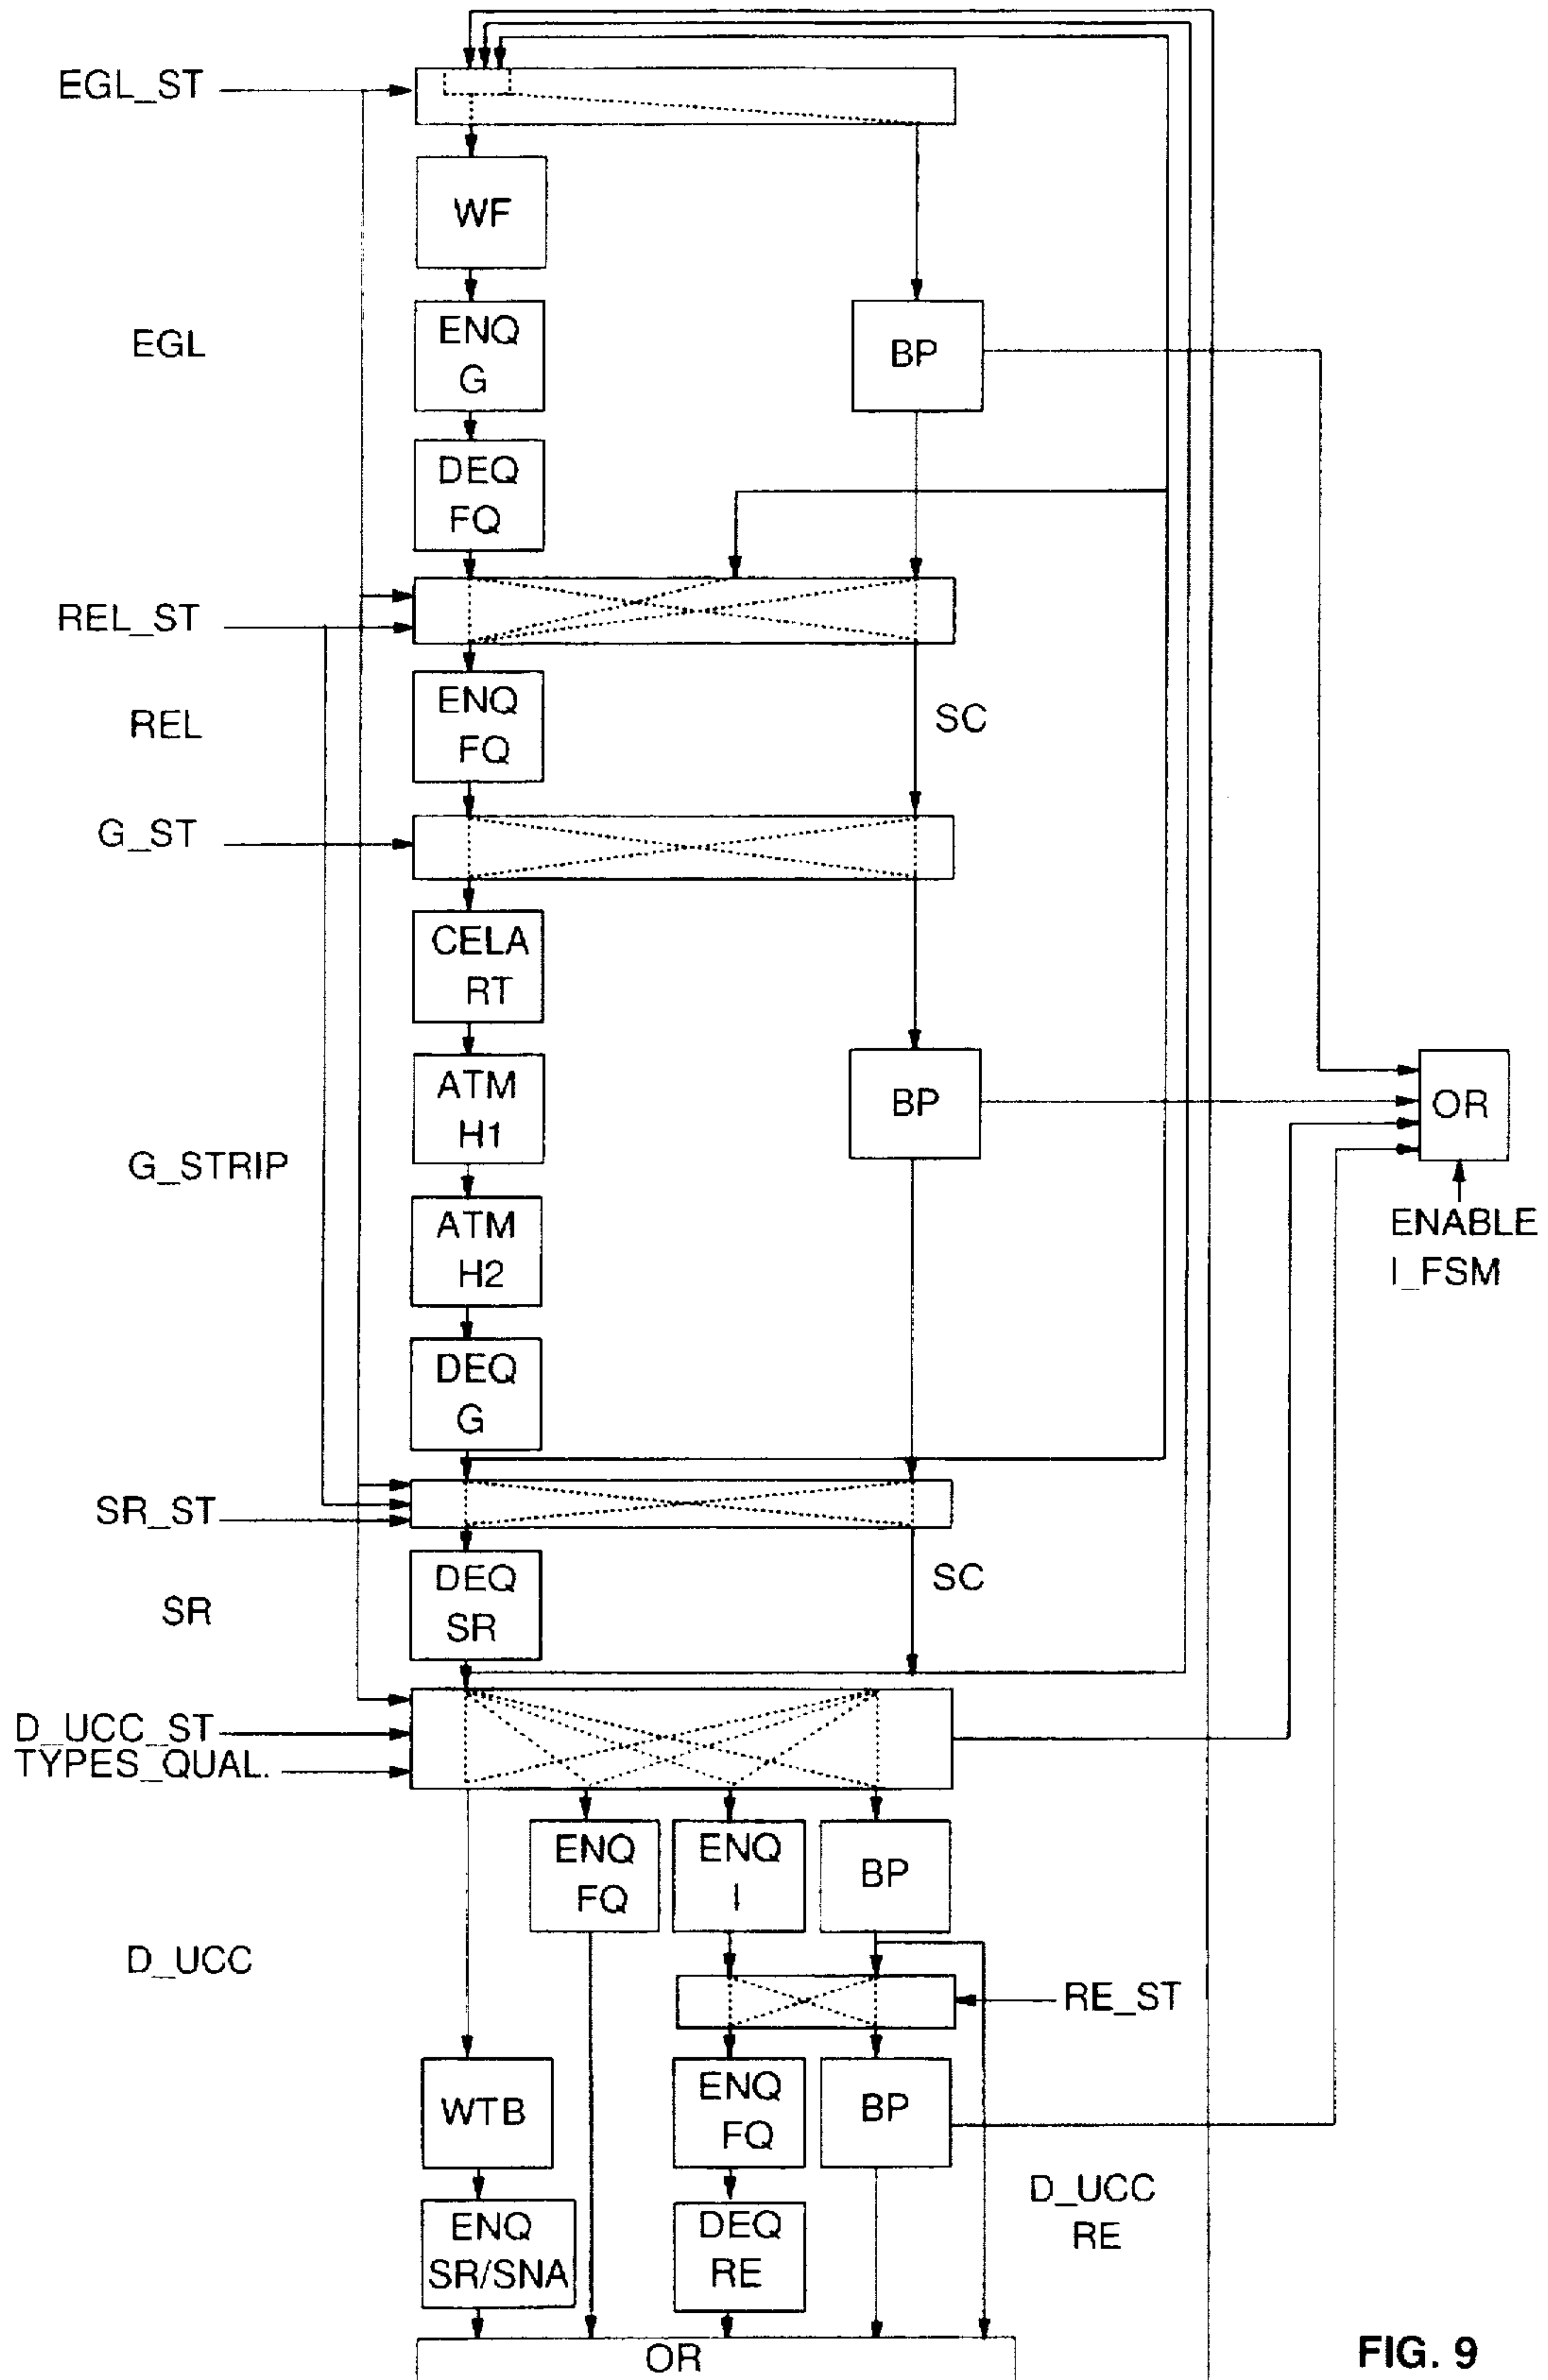 EGL_ST
WF
EGL
ENQ
G
BP
DEQ
FQ
REL_ST
REL
ENQ
FQ
SC
G_ST
CELA
RT
ATM
H1
BP
OR
G_STRIP
ATM
H2
ENABLE
I_FSM
DEQ
G
SR_ST
SR
DEQ
SR
SC
D_UCC_ST
TYPES_QUAL.
ENQ
FQ
ENQ
I
BP
D_UCC
RE_ST
WTB
ENQ
FQ
BP
D_UCC
RE
ENQ
SR/SNA
DEQ
RE
OR
FIG. 9